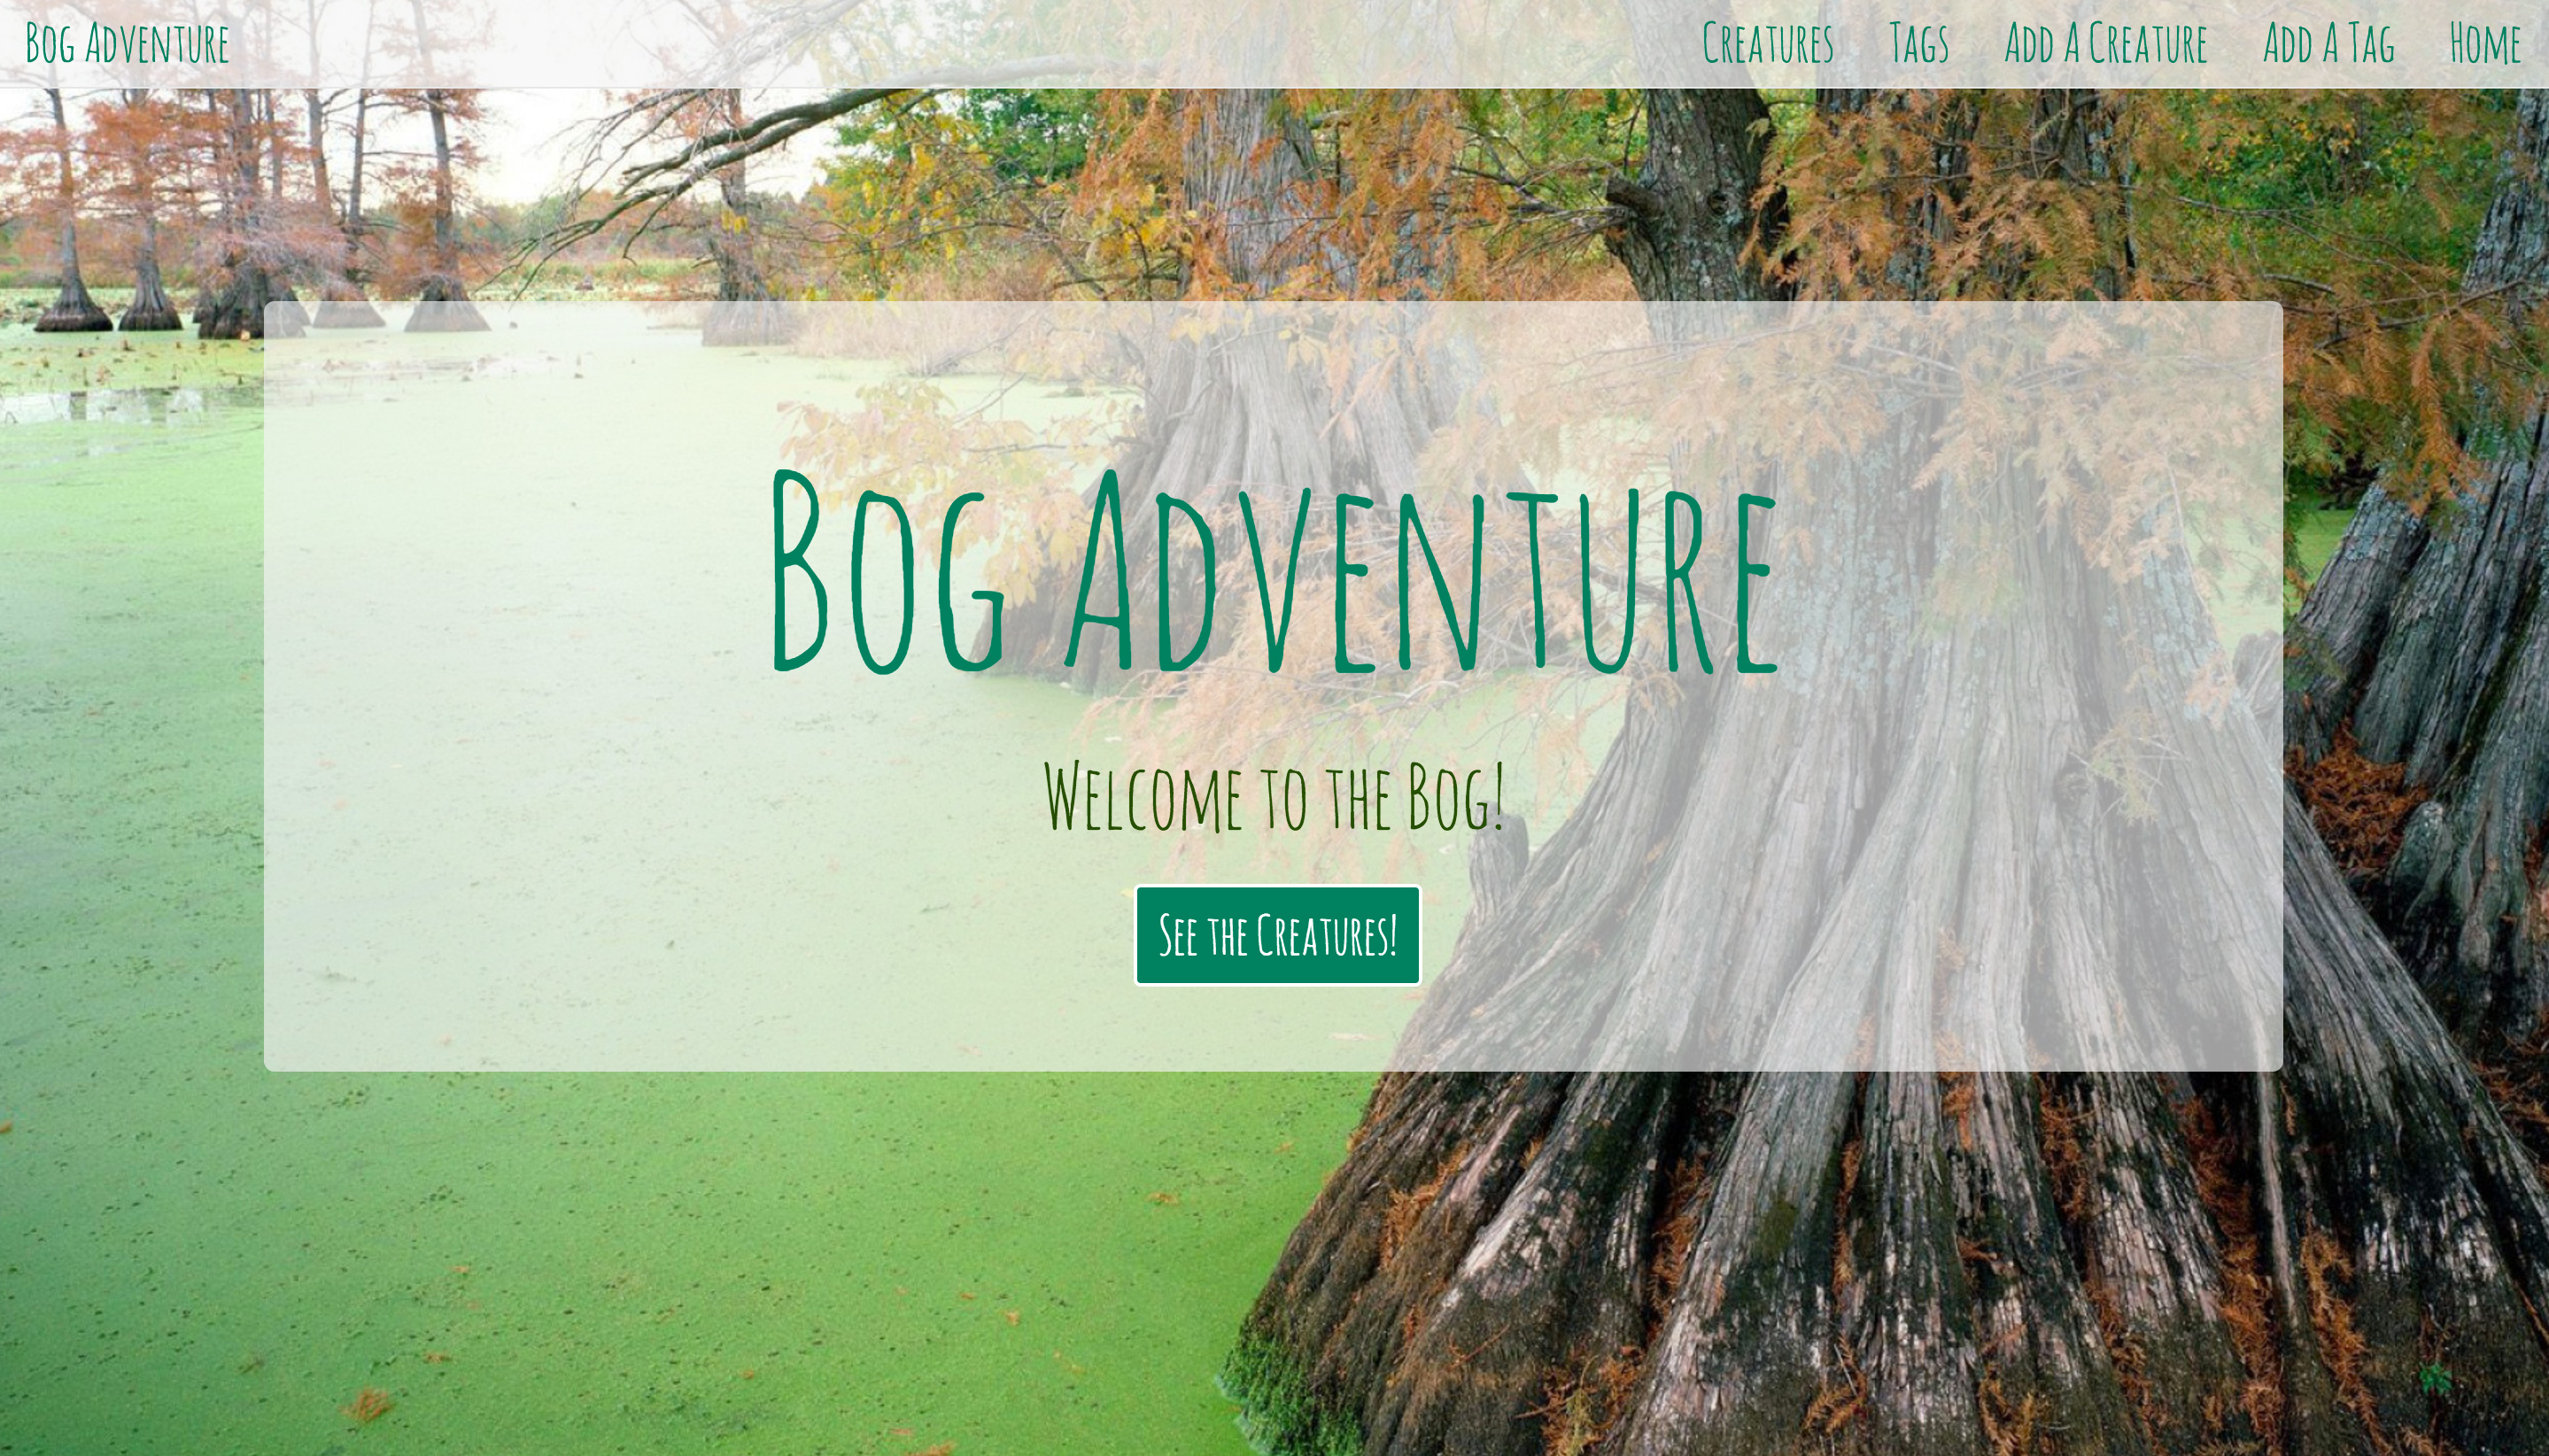 Bog Adventure
Creatures Tags Add A Creature Add A Tag Home
Bog Adventure
Welcome to the Bog!
See the Creatures!